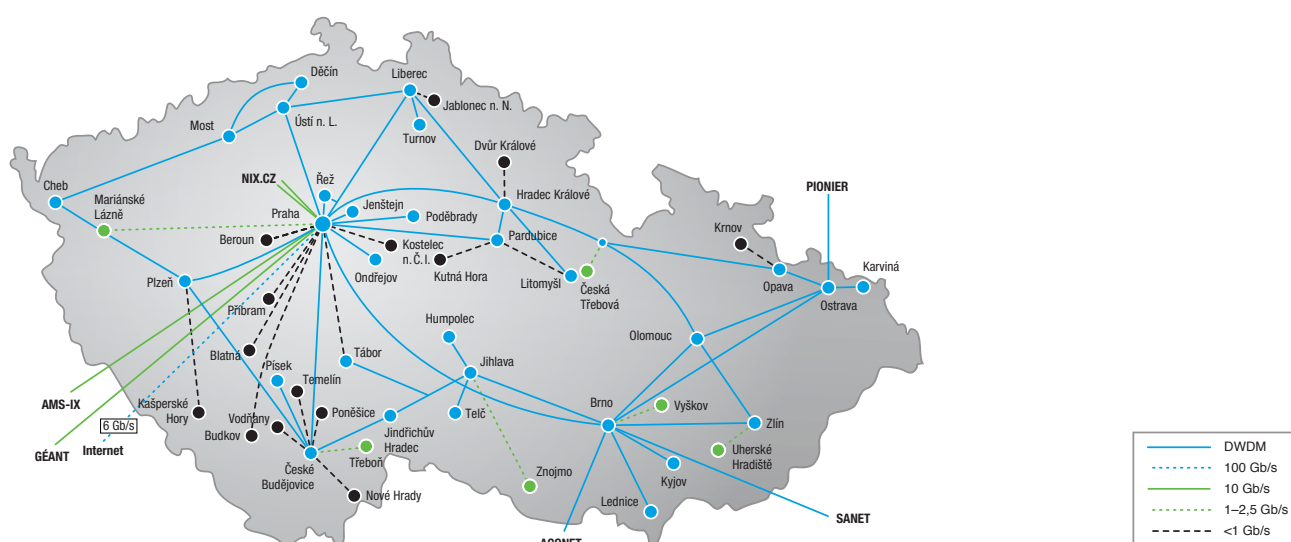 Děčín
Liberec
Jablonec n. N.
Ústí n. L.
Most
Turnov
Dvůr Králové
NIX.CZ
Řež
Cheb
Mariánské
Lázně
Jenštejn
Hradec Králové
PIONIER
Praha
Poděbrady
Krnov
Beroun
Kostelec
n. Č. l.
Pardubice
Karviná
Ondřejov
Kutná Hora
Litomyšl
Česká
Třebová
Opava
Ostrava
Plzeň
Příbram
Humpolec
Olomouc
Blatná
Tábor
Jihlava
Písek
Temelín
AMS-IX
Kašperské
Hory
Vodňany
Poněšice
Telč
Brno
Vyškov
Zlín
6 Gb/s
Budkov
Jindřichův
Hradec
GÉANT
Internet
České
Budějovice
Třeboň
Uherské
Hradiště
Znojmo
Kyjov
Nové Hrady
Lednice
SANET
DWDM
100 Gb/s
10 Gb/s
1–2,5 Gb/s
<1 Gb/s